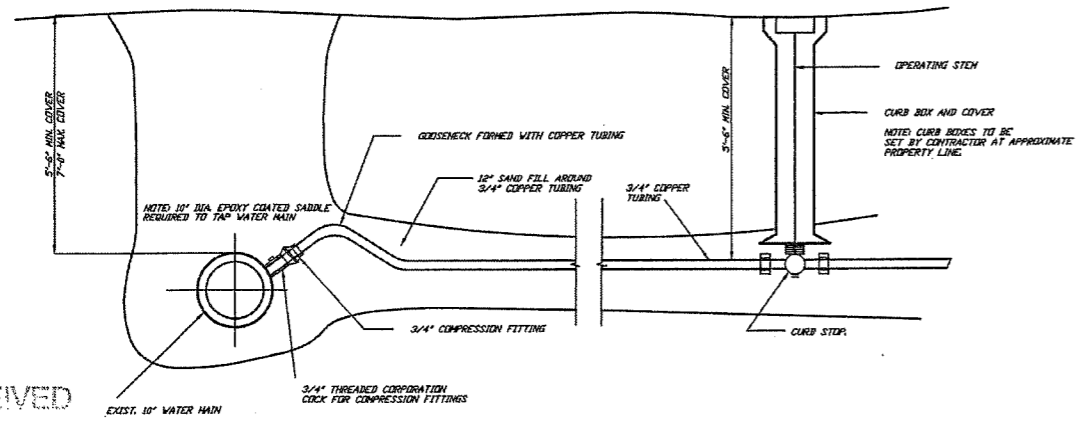 OPERATING STEM
CURB BOX AND COVER
NOTE: CURB BOXES TO BE
SET BY CONTRACTOR AT APPROXIMATE
PROPERTY LINE.
5'-6" MIN. COVER
7'-0" MAX. COVER
5'-6" MIN. COVER
GOOSENECK FORMED WITH COPPER TUBING
12" SAND FILL AROUND
3/4" COPPER TUBING
3/4" COPPER
TUBING
NOTE: 10" DIA. EPOXY COATED SADDLE
REQUIRED TO TAP WATER MAIN
3/4" COMPRESSION FITTING
CURB STOP.
3/4" THREADED CORPORATION
COCK FOR COMPRESSION FITTINGS
EXIST. 10" WATER MAIN
EIVED